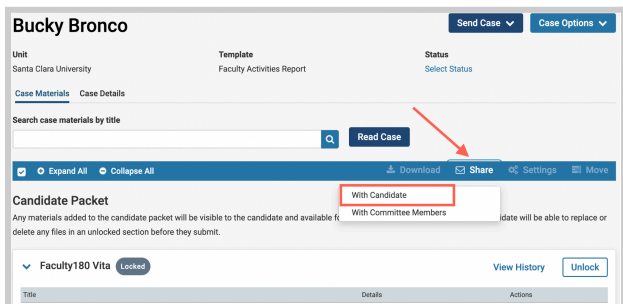 Bucky Bronco
Send Case
Case Options
Unit
Template
Status
Santa Clara University
Faculty Activities Report
Select Status
Case Materials
Case Details
Search case materials by title
Read Case
Expand All
Collapse All
Download
Share
Settings
Move
With Candidate
With Committee Members
Candidate Packet
Any materials added to the candidate packet will be visible to the candidate and available idate will be able to replace or
delete any files in an unlocked section before they submit.
Faculty180 Vita
Locked
View History
Unlock
Title
Details
Actions